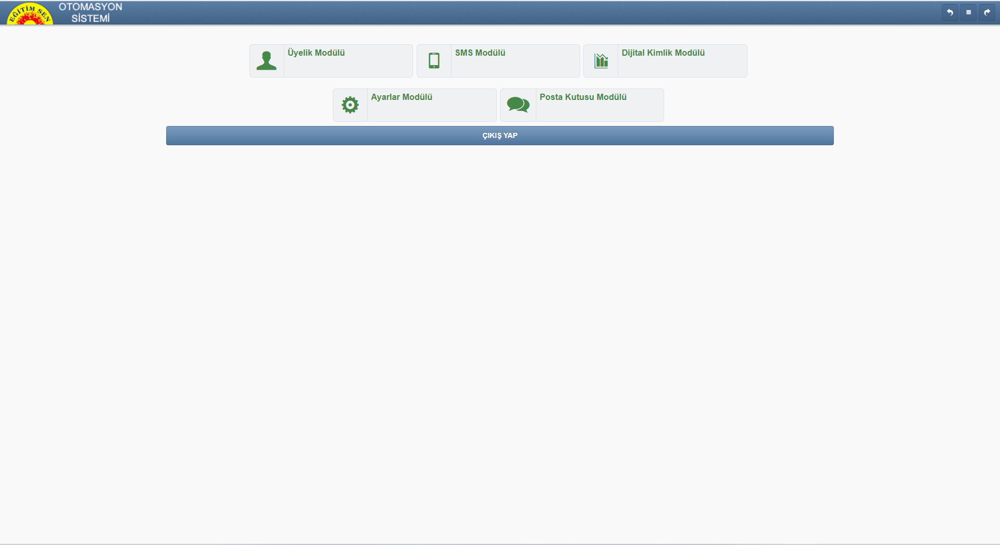 EĞİTİM SEN
OTOMASYON
SİSTEMİ
Üyelik Modülü
SMS Modülü
Dijital Kimlik Modülü
Ayarlar Modülü
Posta Kutusu Modülü
ÇIKIŞ YAP